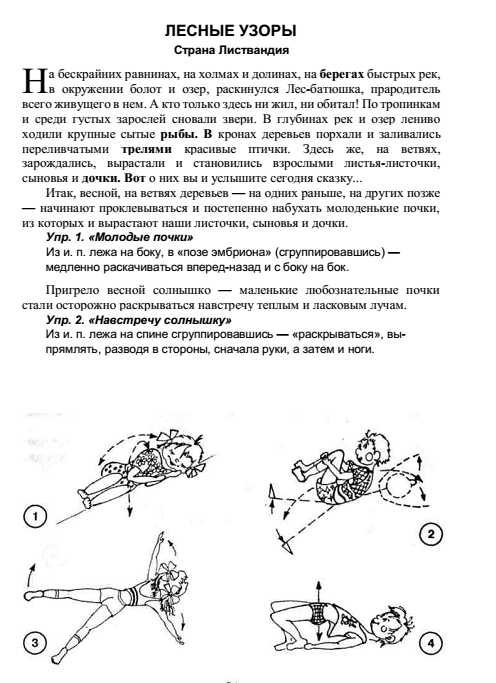 ЛЕСНЫЕ УЗОРЫ
Страна Листвандия
На бескрайних равнинах, на холмах и долинах, на берегах быстрых рек,
в окружении болот и озер, раскинулся Лес-батюшка, прародитель
всего живущего в нем. А кто только здесь ни жил, ни обитал! По тропинкам
и среди густых зарослей сновали звери. В глубинах рек и озер лениво
ходили крупные сытые рыбы. В кронах деревьев порхали и заливались
переливчатыми трелями красивые птички. Здесь же, на ветвях,
зарождались, вырастали и становились взрослыми листья-листочки,
сыновья и дочки. Вот о них вы и услышите сегодня сказку...
Итак, весной, на ветвях деревьев — на одних раньше, на других позже
— начинают проклевываться и постепенно набухать молоденькие почки,
из которых и вырастают наши листочки, сыновья и дочки.
Упр. 1. «Молодые почки»
Из и. п. лежа на боку, в «позе эмбриона» (сгруппировавшись) —
медленно раскачиваться вперед-назад и с боку на бок.
Пригрело весной солнышко — маленькие любознательные почки
стали осторожно раскрываться навстречу теплым и ласковым лучам.
Упр. 2. «Навстречу солнышку»
Из и. п. лежа на спине сгруппировавшись — «раскрываться», вы-
прямлять, разводя в стороны, сначала руки, а затем и ноги.
1
2
3
4